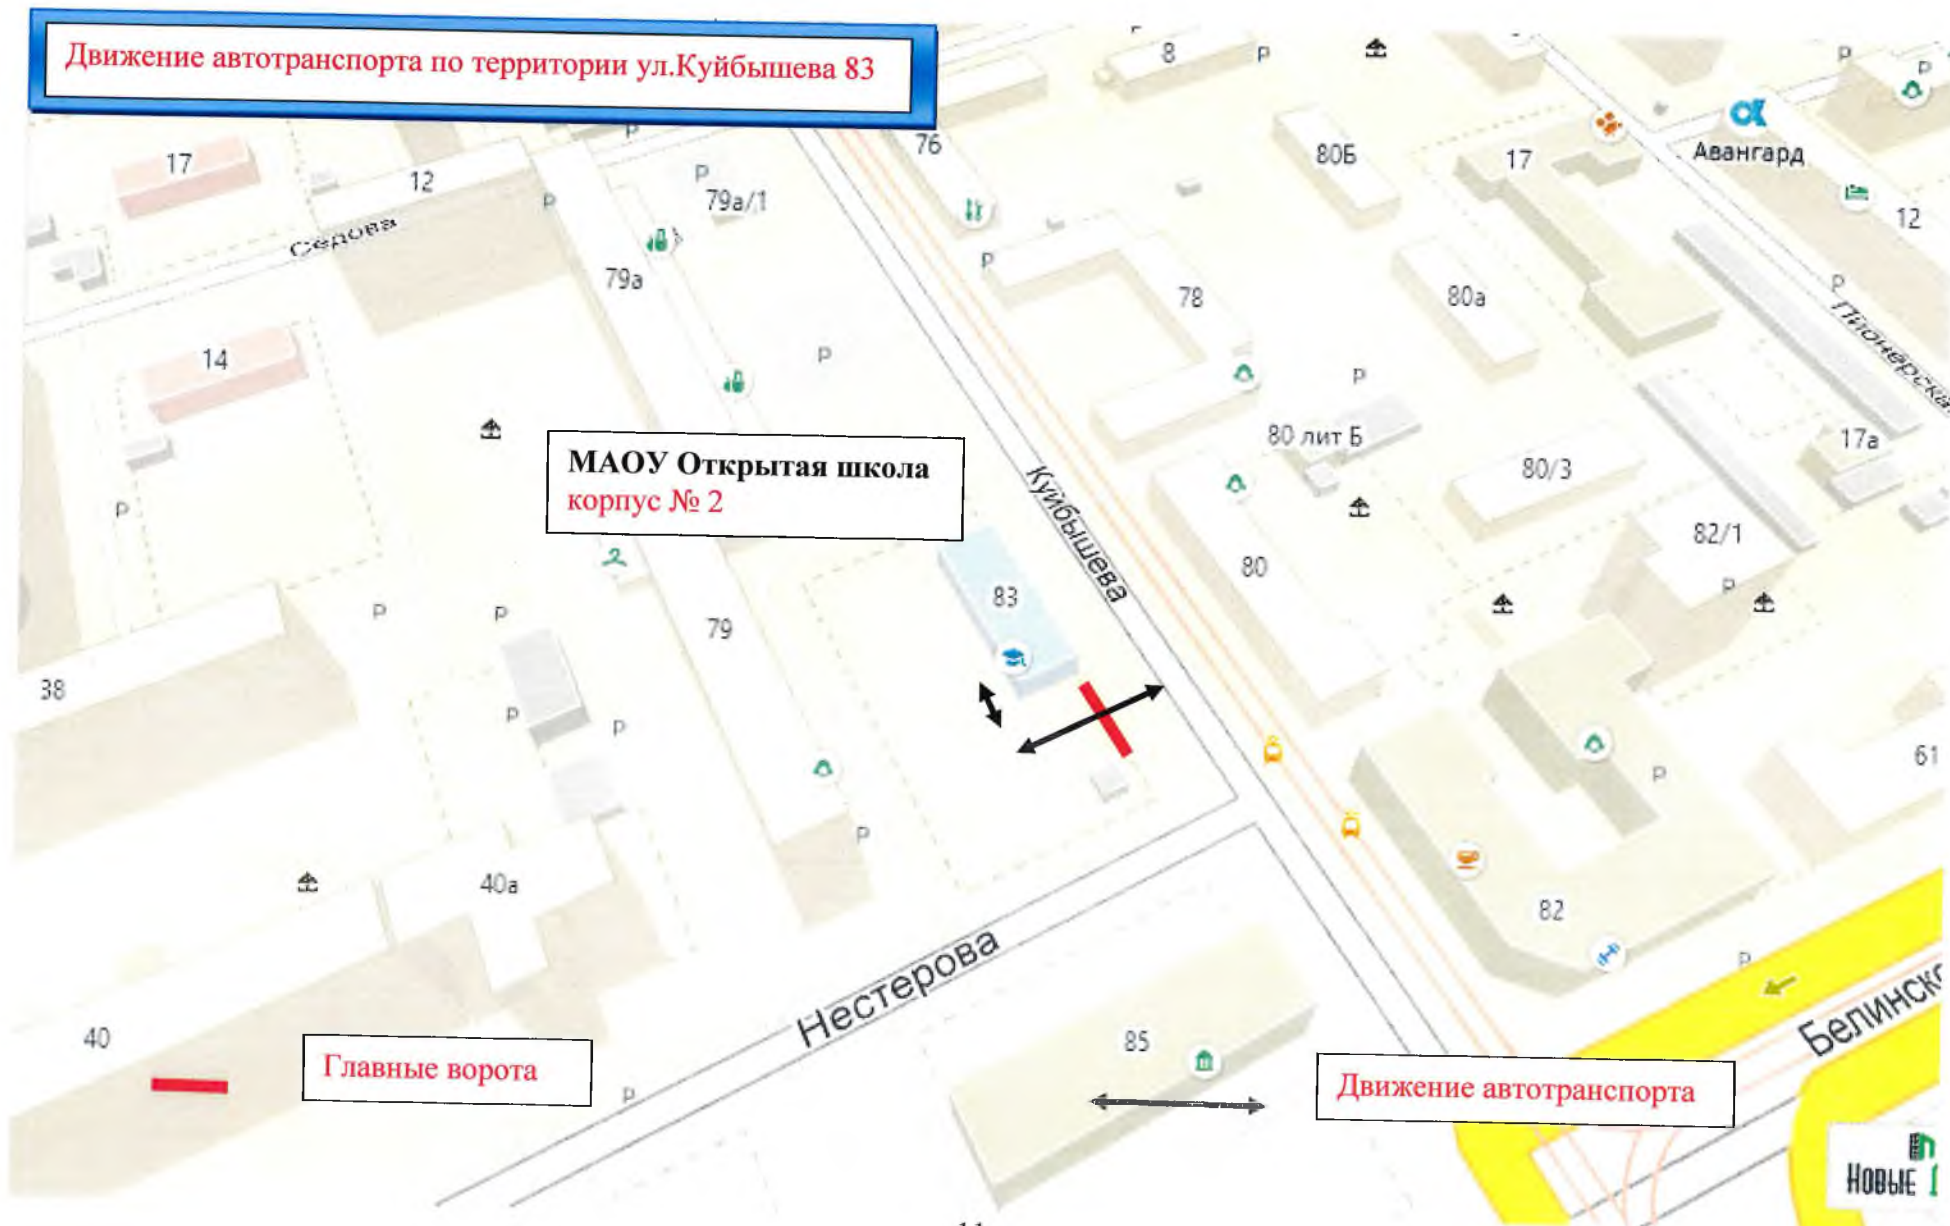 Движение автотранспорта по территории ул.Куйбышева 83
8
P
P
P
17
12
P
76
P
79а/1
P
80Б
17
Авангард
12
Седова
79а
P
78
80а
P
Пионерска
14
P
P
80 лит Б
17а
МАОУ Открытая школа
корпус № 2
Куйбышева
80/3
P
82/1
83
80
P
P
P
79
38
P
P
61
P
P
40а
82
Нестерова
P
Белинско
40
85
Главные ворота
P
Движение автотранспорта
НОВЫЕ